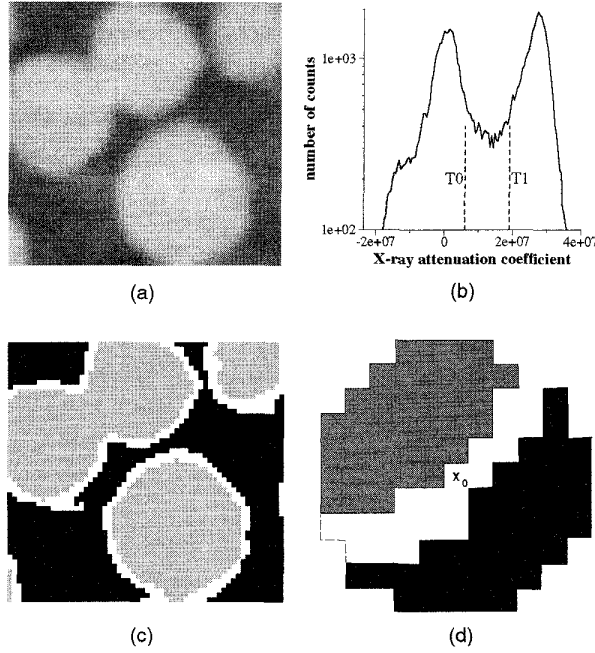 1e+03
number of counts
T0
T1
1e+02
-2e+07
0
2e+07
4e+07
X-ray attenuation coefficient
(a)
(b)
x₀
(c)
(d)